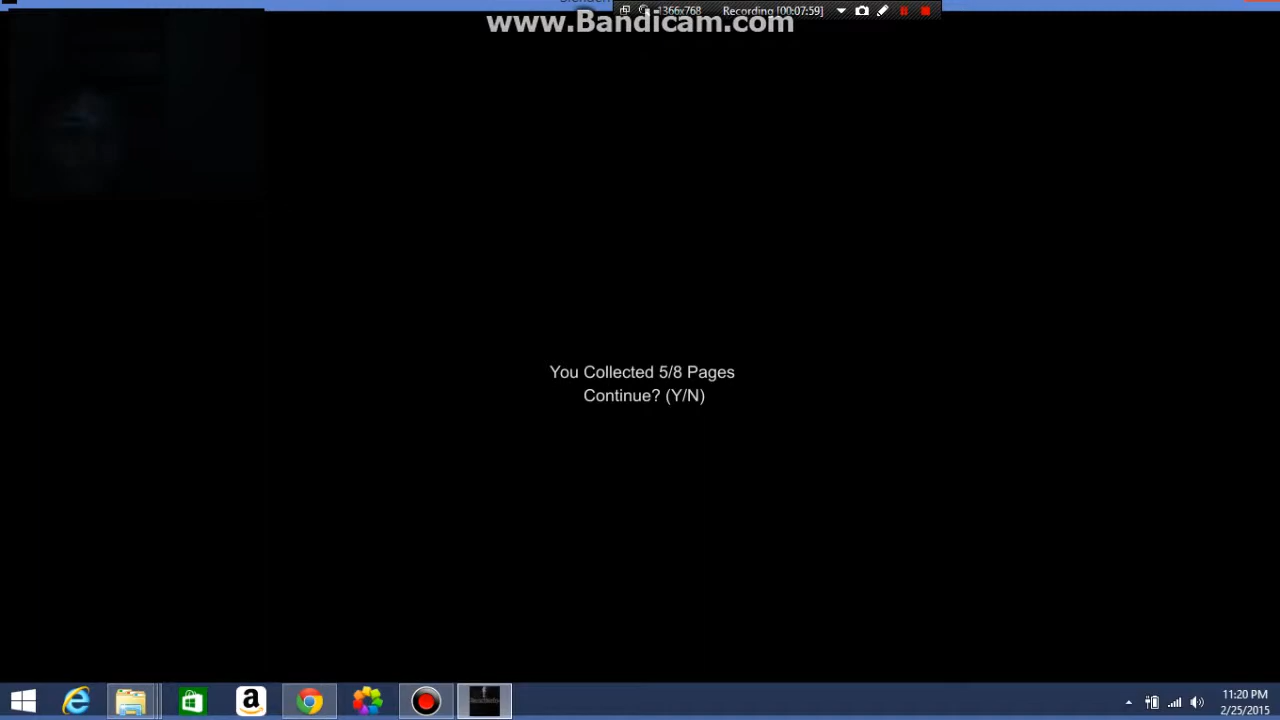 1366x768
Recording [00:07:59]
www.Bandicam.com
You Collected 5/8 Pages
Continue? (Y/N)
11:20 PM
2/25/2015